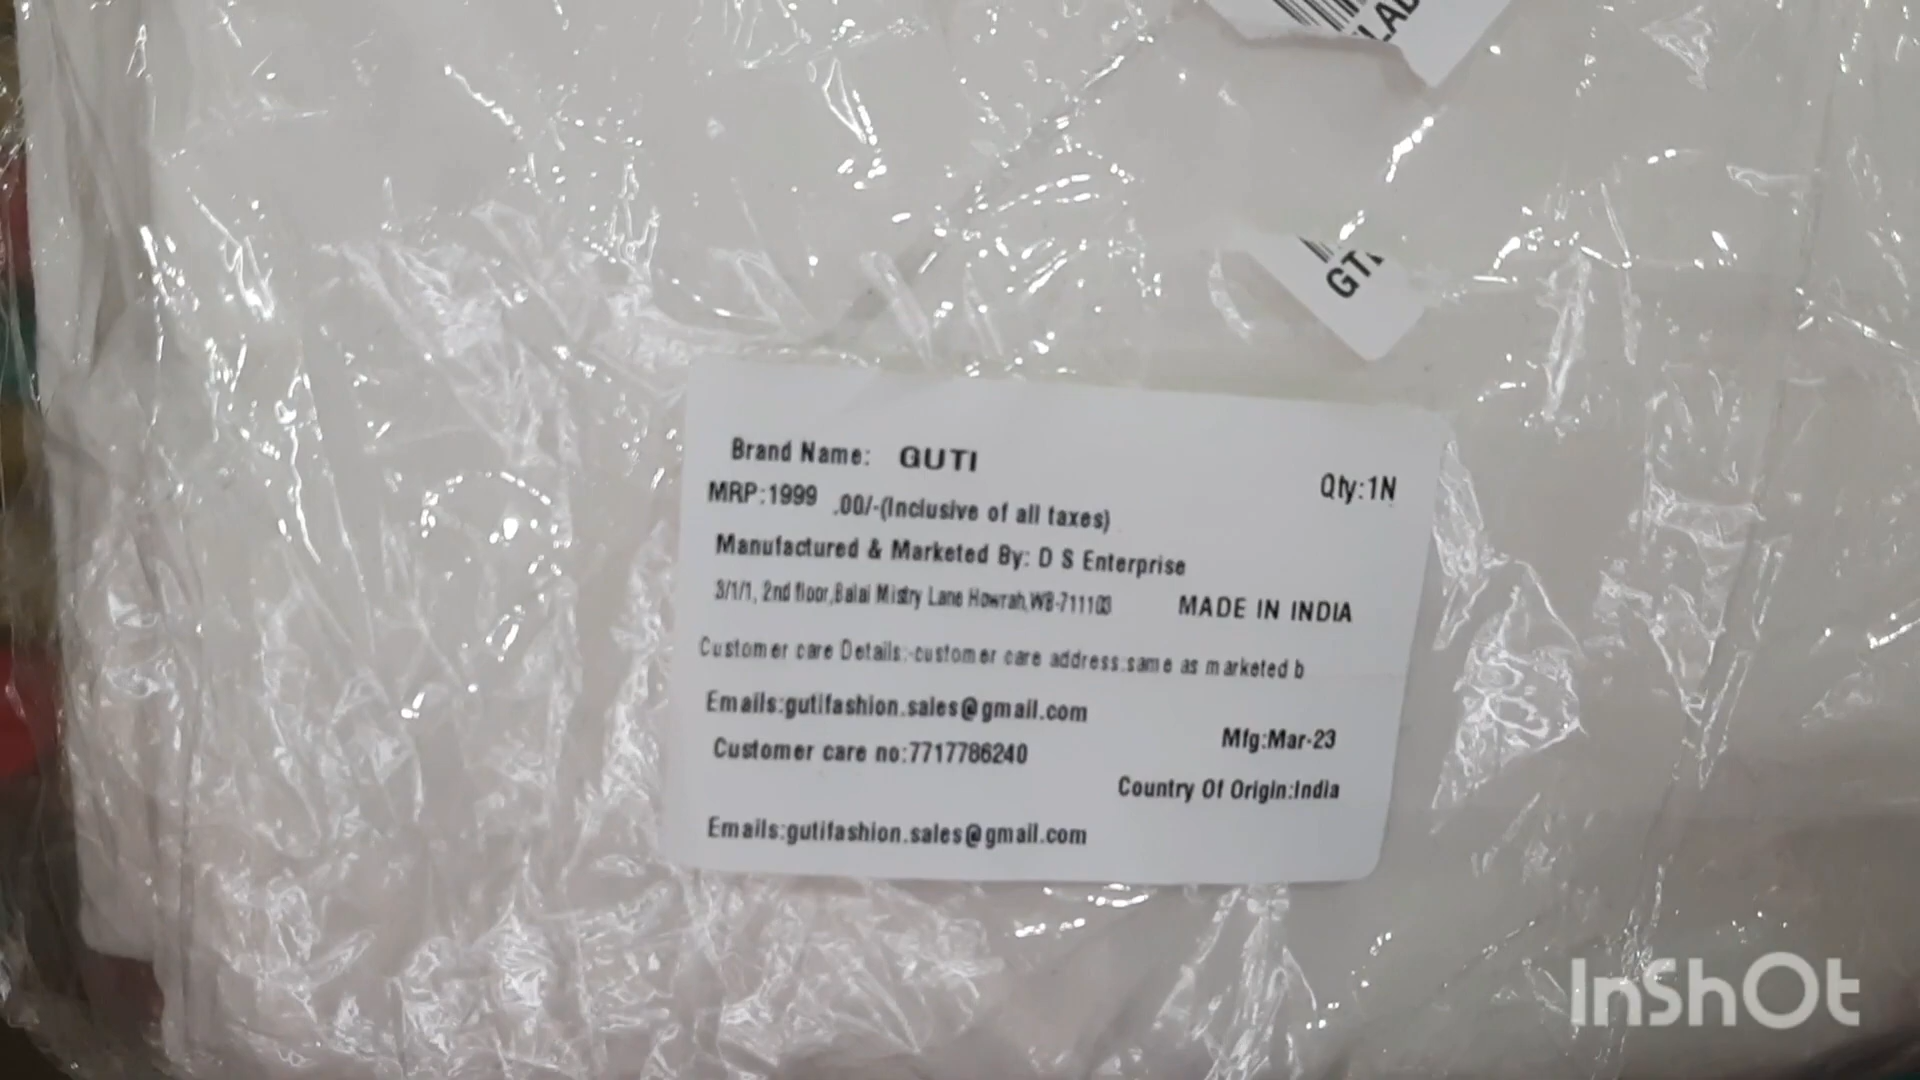 LAD
GT
Brand Name: GUTI
Qty:1N
MRP:1999 .00/-(Inclusive of all taxes)
Manufactured & Marketed By: D S Enterprise
3/1/1, 2nd floor,Balai Mistry Lane Howrah,WB-711103
MADE IN INDIA
Customer care Details:-customer care address:same as marketed b
Emails:gutifashion.sales@gmail.com
Mfg:Mar-23
Customer care no:7717786240
Country Of Origin:India
Emails:gutifashion.sales@gmail.com
InShOt